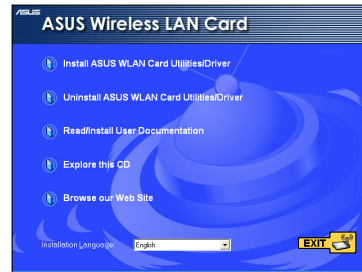 ASUS
ASUS Wireless LAN Card
Install ASUS WLAN Card Utilities/Driver
Uninstall ASUS WLAN Card Utilities/Driver
Read/Install User Documentation
Explore this CD
Browse our Web Site
Installation Language: English
EXIT